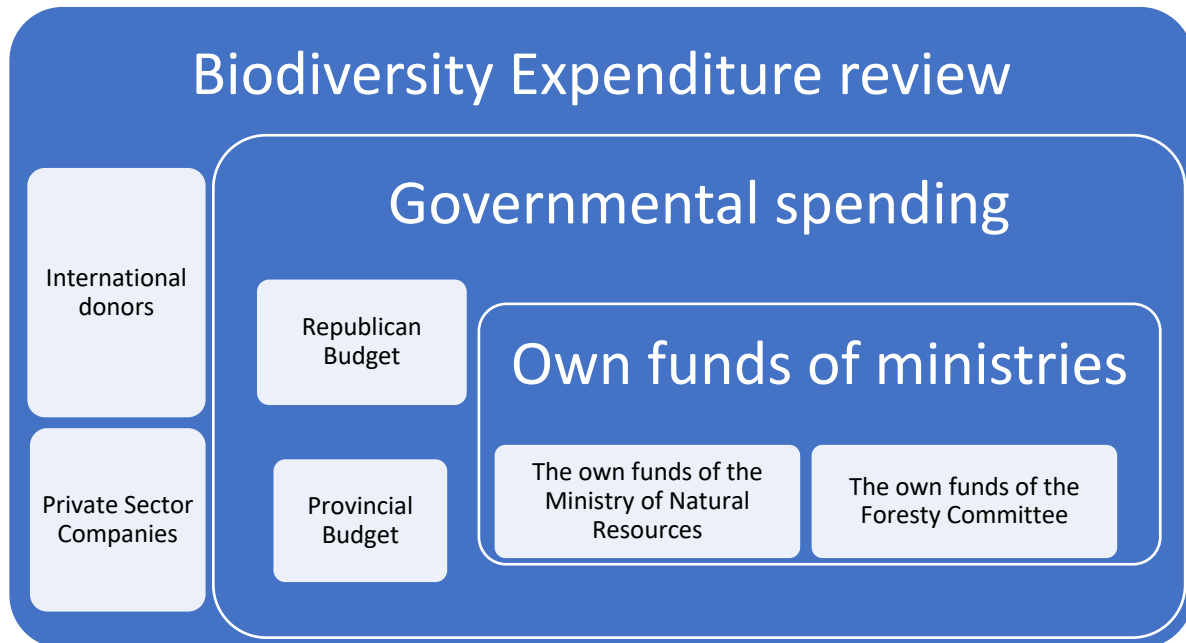 Biodiversity Expenditure review
Governmental spending
International
donors
Republican
Budget
Own funds of ministries
Private Sector
Companies
Provincial
Budget
The own funds of the
Ministry of Natural
Resources
The own funds of the
Foresty Committee